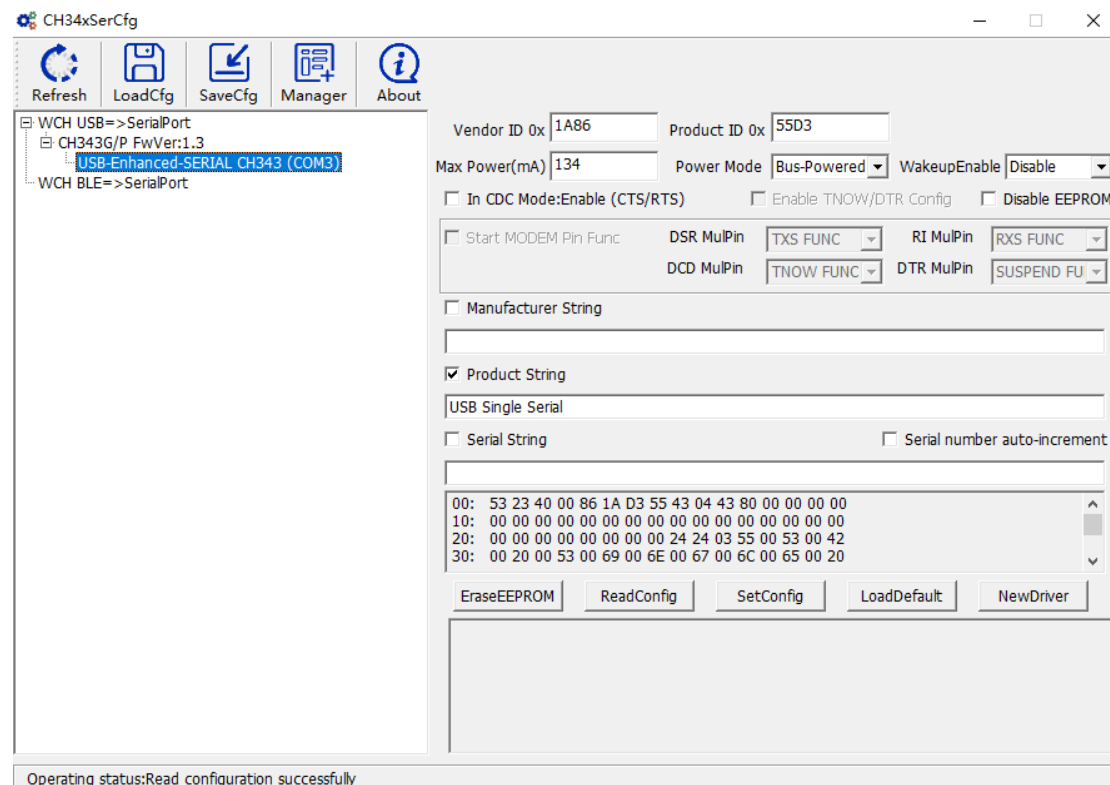 CH34xSerCfg
Refresh LoadCfg SaveCfg Manager About
WCH USB=>SerialPort
CH343G/P FwVer:1.3
USB-Enhanced-SERIAL CH343 (COM3)
WCH BLE=>SerialPort
Vendor ID 0x 1A86 Product ID 0x 55D3
Max Power(mA) 134 Power Mode Bus-Powered WakeupEnable Disable
In CDC Mode:Enable (CTS/RTS) Enable TNOW/DTR Config Disable EEPROM
Start MODEM Pin Func DSR MulPin TXS FUNC RI MulPin RXS FUNC
DCD MulPin TNOW FUNC DTR MulPin SUSPEND FU
Manufacturer String
Product String
USB Single Serial
Serial String Serial number auto-increment
00: 53 23 40 00 86 1A D3 55 43 04 43 80 00 00 00 00
10: 00 00 00 00 00 00 00 00 00 00 00 00 00 00 00 00
20: 00 00 00 00 00 00 00 00 24 24 03 55 00 53 00 42
30: 00 20 00 53 00 69 00 6E 00 67 00 6C 00 65 00 20
EraseEEPROM ReadConfig SetConfig LoadDefault NewDriver
Operating status:Read configuration successfully